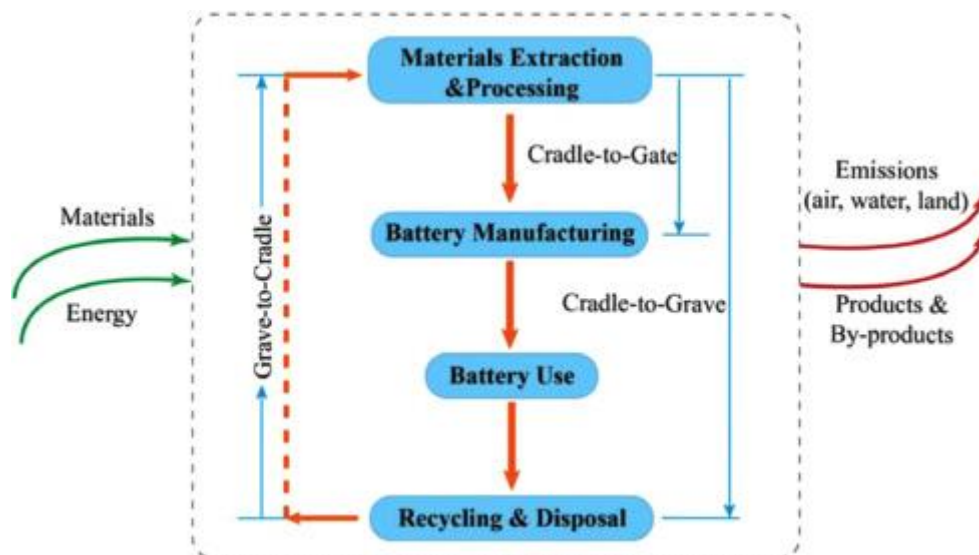 Materials Extraction
&Processing
Cradle-to-Gate
Emissions
(air, water, land)
Materials
Battery Manufacturing
Grave-to-Cradle
Energy
Cradle-to-Grave
Products &
By-products
Battery Use
Recycling & Disposal